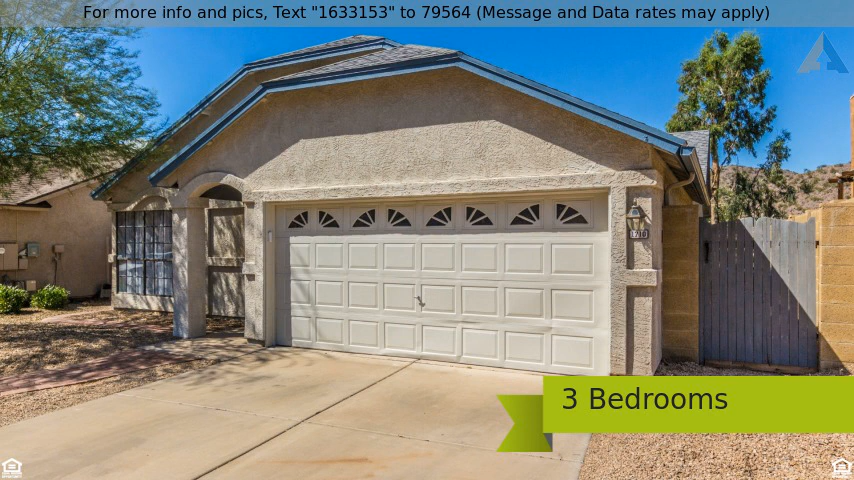 For more info and pics, Text "1633153" to 79564 (Message and Data rates may apply)
3 Bedrooms